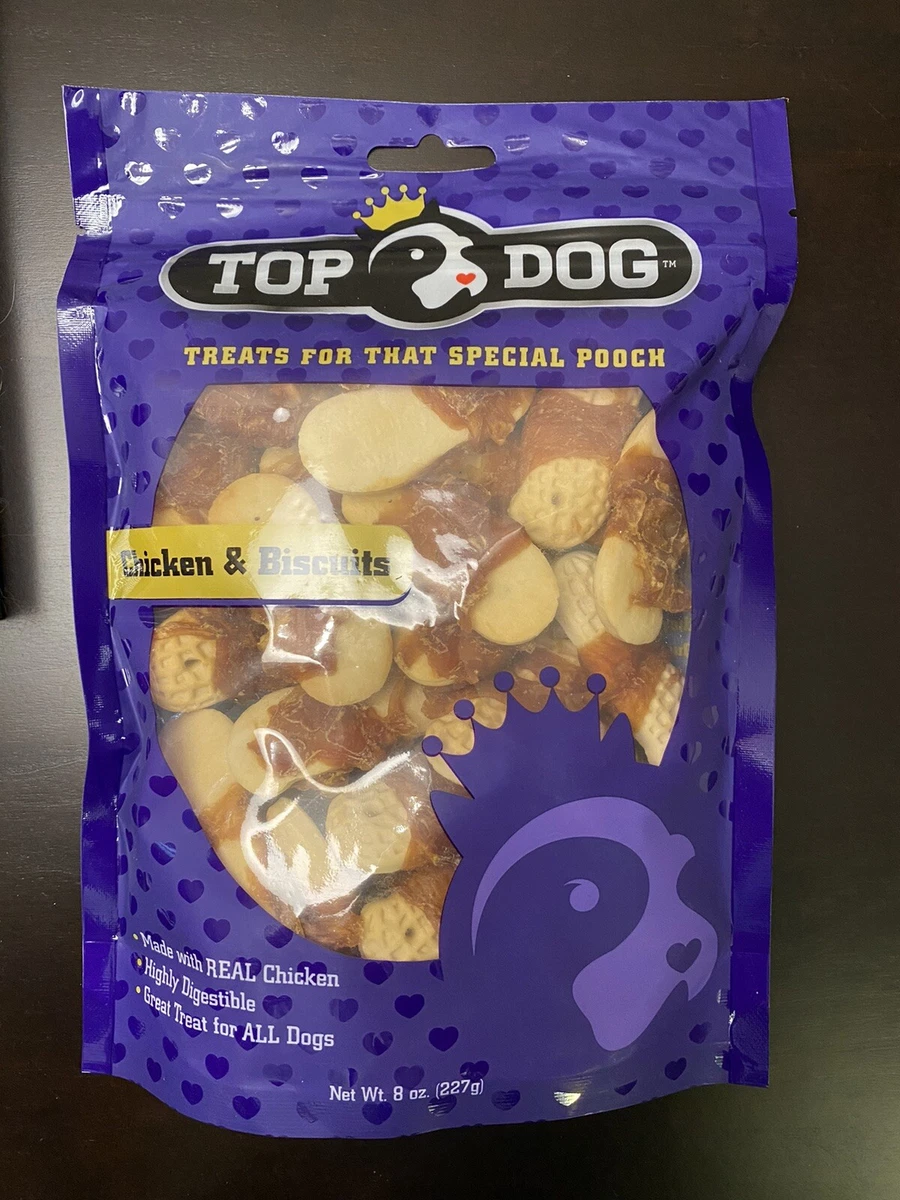 TOP DOG™
TREATS FOR THAT SPECIAL POOCH
Chicken & Biscuits
• Made with REAL Chicken
• Highly Digestible
• Great Treat for ALL Dogs
Net Wt. 8 oz. (227g)